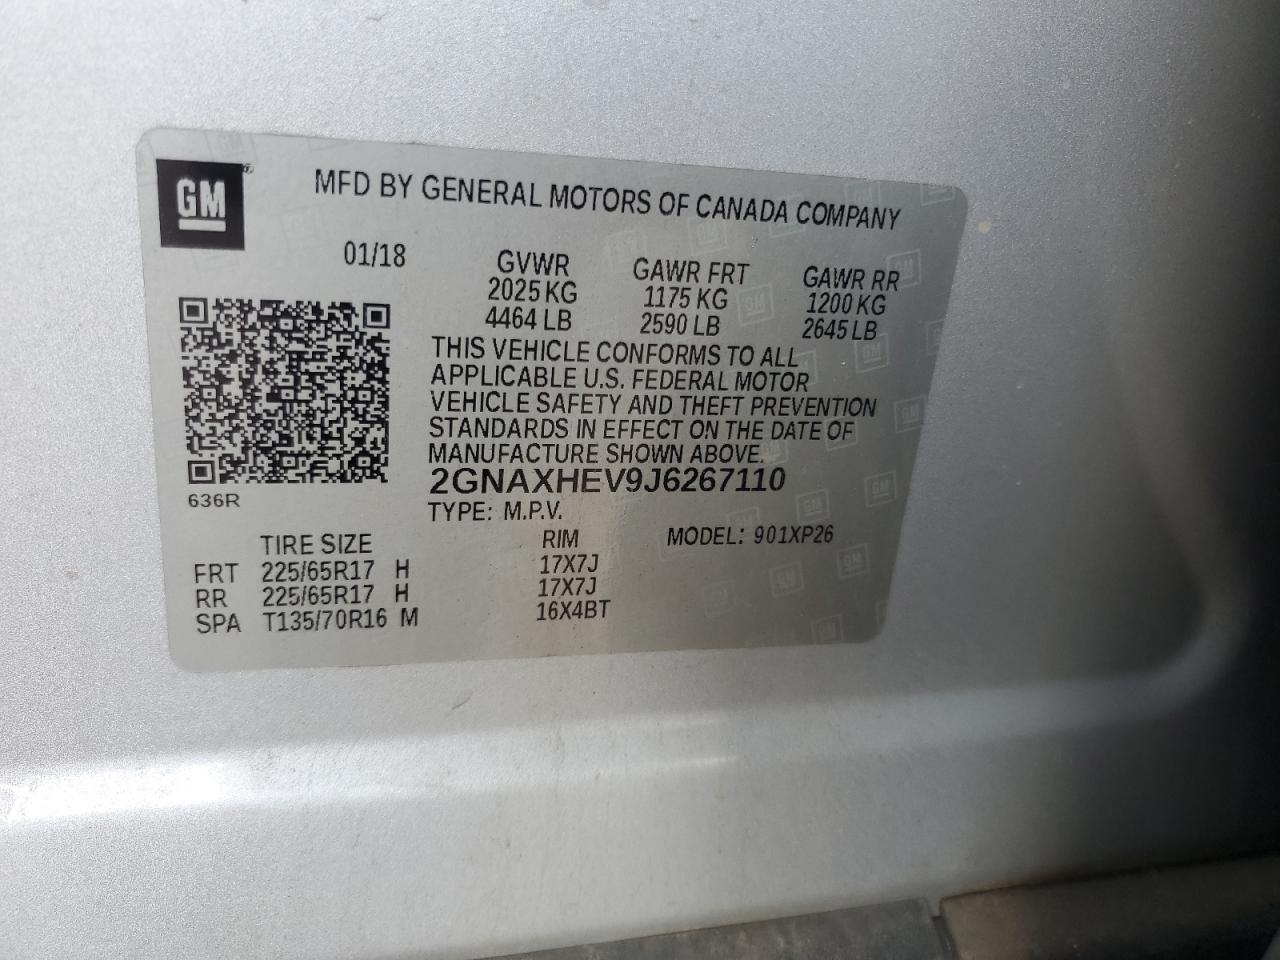 GM
MFD BY GENERAL MOTORS OF CANADA COMPANY
01/18 GVWR GAWR FRT GAWR RR
2025 KG 1175 KG 1200 KG
4464 LB 2590 LB 2645 LB
THIS VEHICLE CONFORMS TO ALL
APPLICABLE U.S. FEDERAL MOTOR
VEHICLE SAFETY AND THEFT PREVENTION
STANDARDS IN EFFECT ON THE DATE OF
MANUFACTURE SHOWN ABOVE.
2GNAXHEV9J6267110
636R
TYPE: M.P.V. MODEL: 901XP26
TIRE SIZE RIM
FRT 225/65R17 H 17X7J
RR 225/65R17 H 17X7J
SPA T135/70R16 M 16X4BT